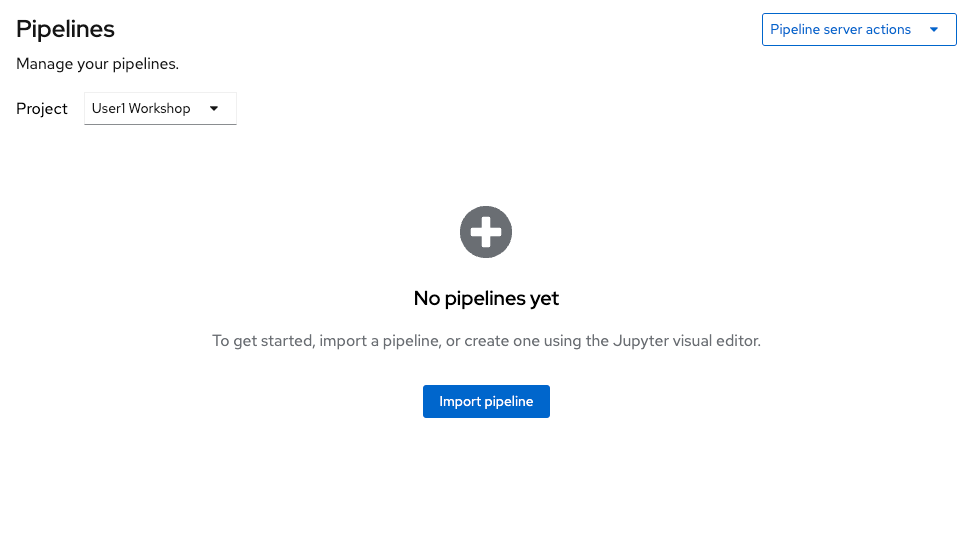 Pipelines
Pipeline server actions
Manage your pipelines.
Project
User1 Workshop
No pipelines yet
To get started, import a pipeline, or create one using the Jupyter visual editor.
Import pipeline